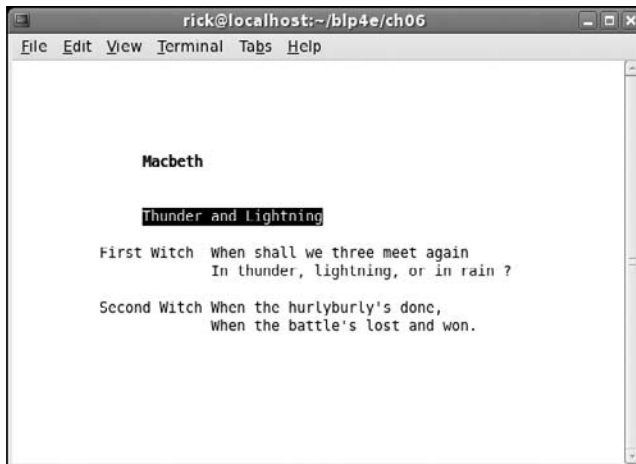 rick@localhost:~/blp4e/ch06
File Edit View Terminal Tabs Help
Macbeth
Thunder and Lightning
First Witch When shall we three meet again
In thunder, lightning, or in rain ?
Second Witch When the hurlyburly's done,
When the battle's lost and won.